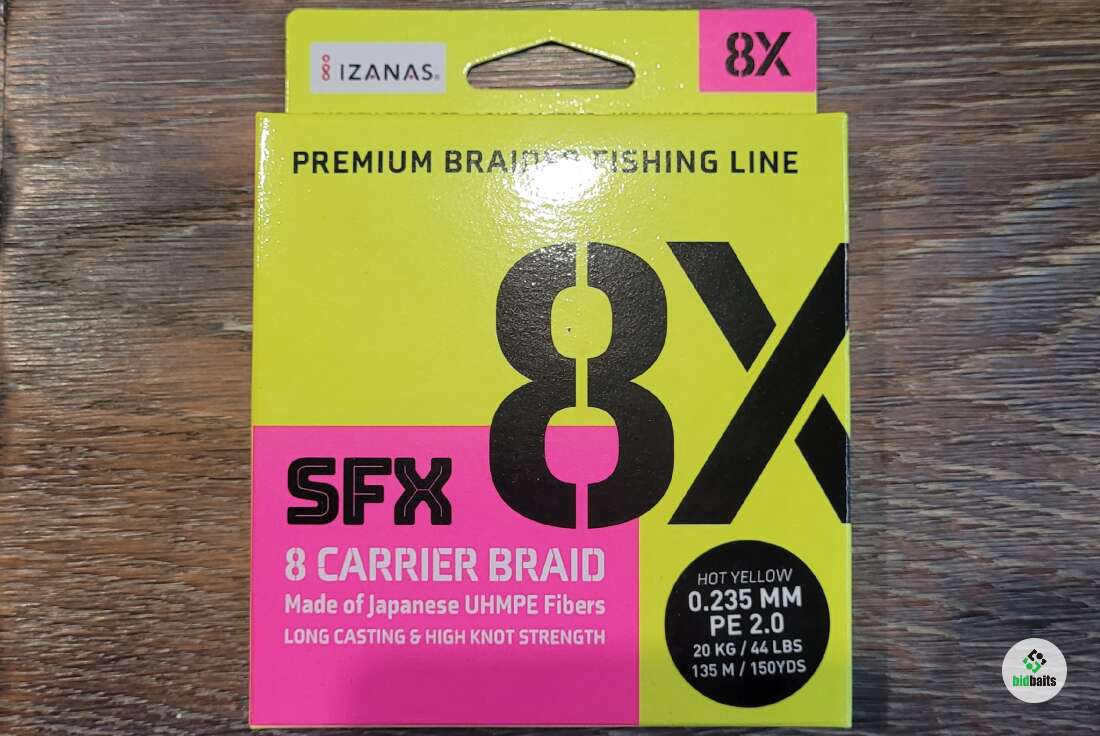 IZANAS®
8X
PREMIUM BRAIDED FISHING LINE
8X
SFX
8 CARRIER BRAID
Made of Japanese UHMPE Fibers
LONG CASTING & HIGH KNOT STRENGTH
HOT YELLOW
0.235 MM
PE 2.0
20 KG / 44 LBS
135 M / 150YDS
bidbaits